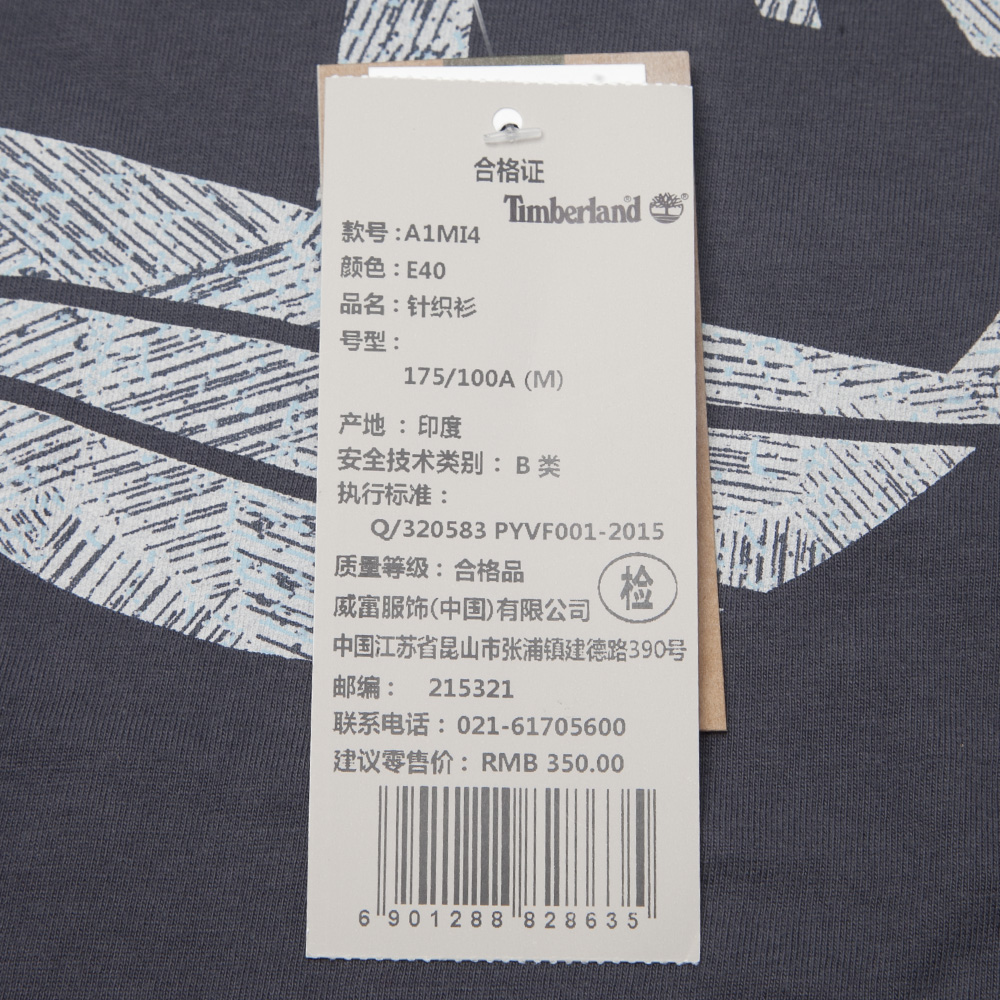 合格证
Timberland
款号:A1MI4
颜色:E40
品名:针织衫
号型:
175/100A (M)
产地 : 印度
安全技术类别: B 类
执行标准:
Q/320583 PYVF001-2015
质量等级: 合格品
检
威富服饰(中国)有限公司
中国江苏省昆山市张浦镇建德路390号
邮编: 215321
联系电话: 021-61705600
建议零售价: RMB 350.00
6 901288 828635